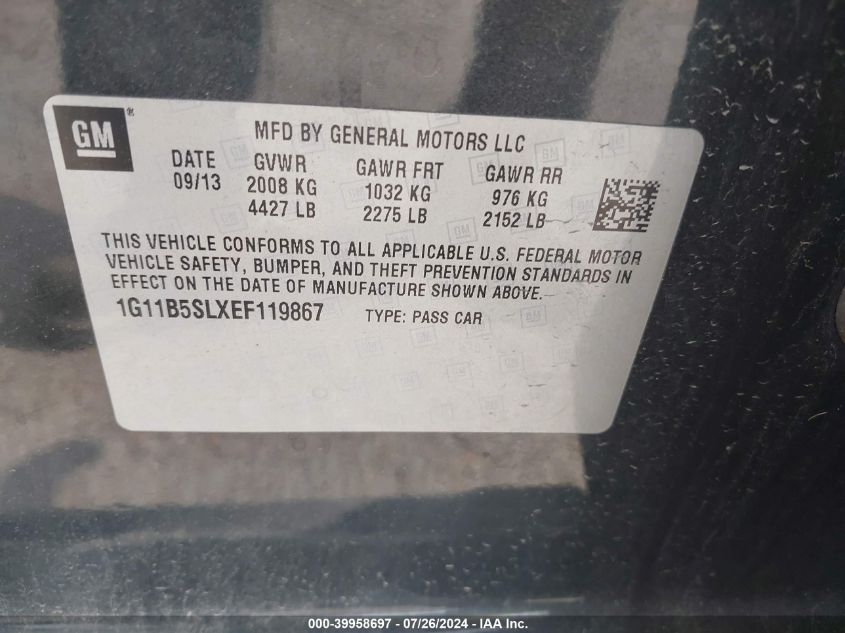 GM ®
MFD BY GENERAL MOTORS LLC
DATE GVWR GAWR FRT GAWR RR
09/13 2008 KG 1032 KG 976 KG
4427 LB 2275 LB 2152 LB
THIS VEHICLE CONFORMS TO ALL APPLICABLE U.S. FEDERAL MOTOR
VEHICLE SAFETY, BUMPER, AND THEFT PREVENTION STANDARDS IN
EFFECT ON THE DATE OF MANUFACTURE SHOWN ABOVE.
1G11B5SLXEF119867 TYPE: PASS CAR
000-39958697 - 07/26/2024 - IAA Inc.